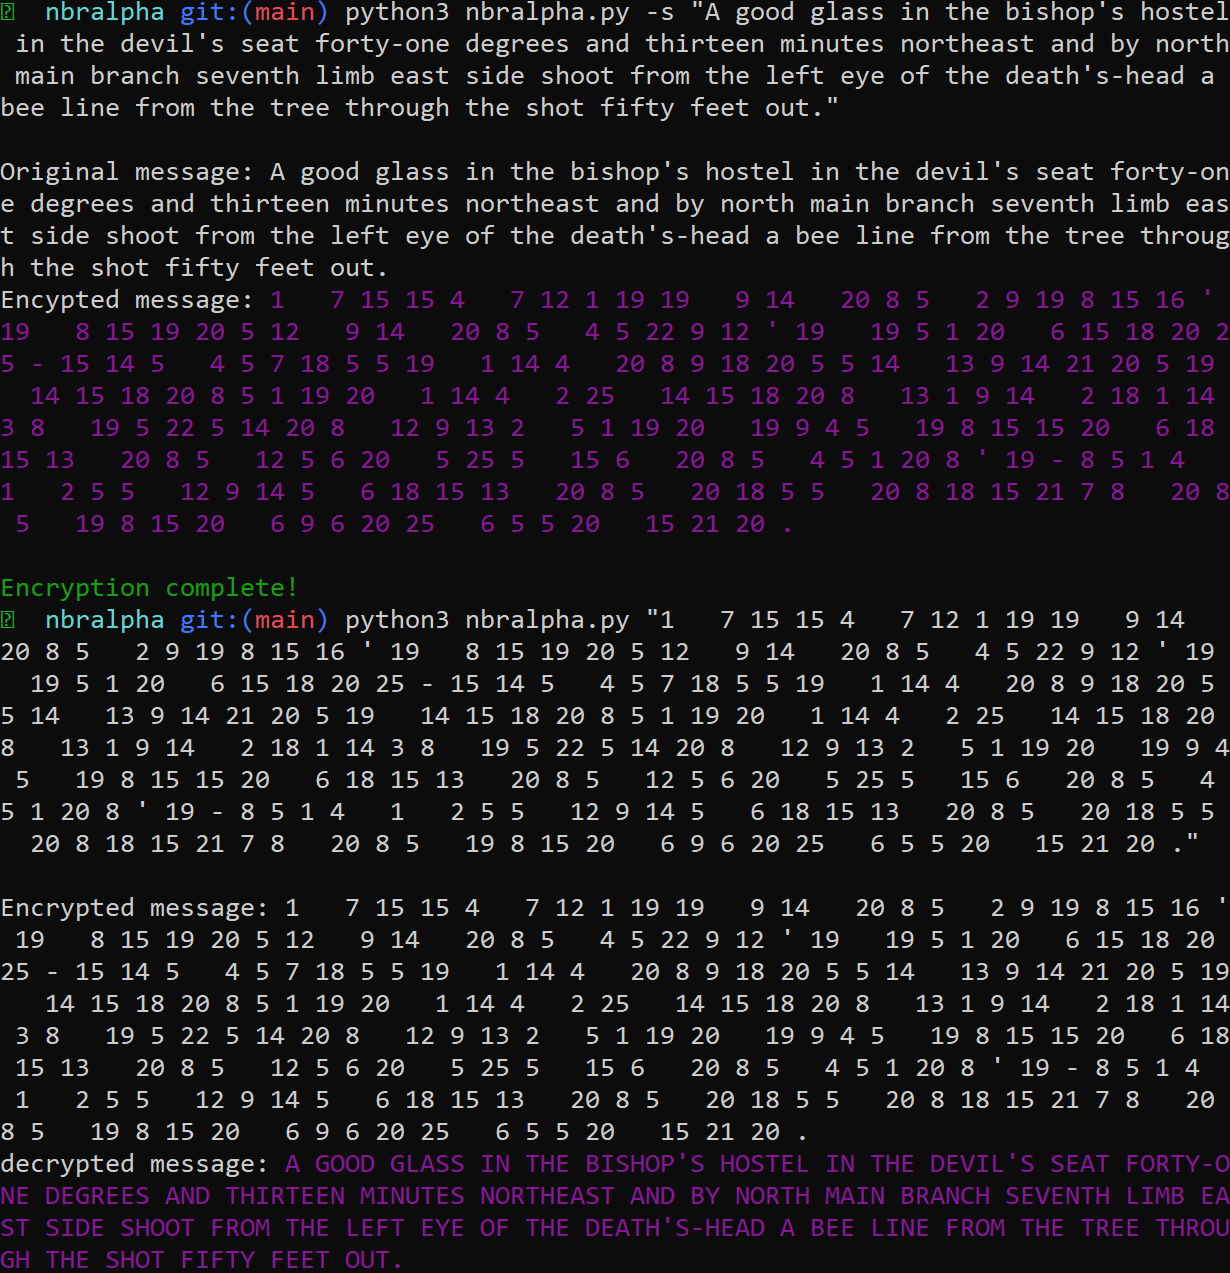 nbralpha git:(main) python3 nbralpha.py -s "A good glass in the bishop's hostel
 in the devil's seat forty-one degrees and thirteen minutes northeast and by north
 main branch seventh limb east side shoot from the left eye of the death's-head a
bee line from the tree through the shot fifty feet out."

Original message: A good glass in the bishop's hostel in the devil's seat forty-on
e degrees and thirteen minutes northeast and by north main branch seventh limb eas
t side shoot from the left eye of the death's-head a bee line from the tree throug
h the shot fifty feet out.
Encypted message: 1   7 15 15 4   7 12 1 19 19   9 14   20 8 5   2 9 19 8 15 16 '
19   8 15 19 20 5 12   9 14   20 8 5   4 5 22 9 12 ' 19   19 5 1 20   6 15 18 20 2
5 - 15 14 5   4 5 7 18 5 5 19   1 14 4   20 8 9 18 20 5 5 14   13 9 14 21 20 5 19
  14 15 18 20 8 5 1 19 20   1 14 4   2 25   14 15 18 20 8   13 1 9 14   2 18 1 14
3 8   19 5 22 5 14 20 8   12 9 13 2   5 1 19 20   19 9 4 5   19 8 15 15 20   6 18
15 13   20 8 5   12 5 6 20   5 25 5   15 6   20 8 5   4 5 1 20 8 ' 19 - 8 5 1 4
1   2 5 5   12 9 14 5   6 18 15 13   20 8 5   20 18 5 5   20 8 18 15 21 7 8   20 8
 5   19 8 15 20   6 9 6 20 25   6 5 5 20   15 21 20 .

Encryption complete!
nbralpha git:(main) python3 nbralpha.py "1   7 15 15 4   7 12 1 19 19   9 14
20 8 5   2 9 19 8 15 16 ' 19   8 15 19 20 5 12   9 14   20 8 5   4 5 22 9 12 ' 19
  19 5 1 20   6 15 18 20 25 - 15 14 5   4 5 7 18 5 5 19   1 14 4   20 8 9 18 20 5
5 14   13 9 14 21 20 5 19   14 15 18 20 8 5 1 19 20   1 14 4   2 25   14 15 18 20
8   13 1 9 14   2 18 1 14 3 8   19 5 22 5 14 20 8   12 9 13 2   5 1 19 20   19 9 4
 5   19 8 15 15 20   6 18 15 13   20 8 5   12 5 6 20   5 25 5   15 6   20 8 5   4
5 1 20 8 ' 19 - 8 5 1 4   1   2 5 5   12 9 14 5   6 18 15 13   20 8 5   20 18 5 5
  20 8 18 15 21 7 8   20 8 5   19 8 15 20   6 9 6 20 25   6 5 5 20   15 21 20 ."

Encrypted message: 1   7 15 15 4   7 12 1 19 19   9 14   20 8 5   2 9 19 8 15 16 '
 19   8 15 19 20 5 12   9 14   20 8 5   4 5 22 9 12 ' 19   19 5 1 20   6 15 18 20
25 - 15 14 5   4 5 7 18 5 5 19   1 14 4   20 8 9 18 20 5 5 14   13 9 14 21 20 5 19
   14 15 18 20 8 5 1 19 20   1 14 4   2 25   14 15 18 20 8   13 1 9 14   2 18 1 14
 3 8   19 5 22 5 14 20 8   12 9 13 2   5 1 19 20   19 9 4 5   19 8 15 15 20   6 18
 15 13   20 8 5   12 5 6 20   5 25 5   15 6   20 8 5   4 5 1 20 8 ' 19 - 8 5 1 4
 1   2 5 5   12 9 14 5   6 18 15 13   20 8 5   20 18 5 5   20 8 18 15 21 7 8   20
8 5   19 8 15 20   6 9 6 20 25   6 5 5 20   15 21 20 .
decrypted message: A GOOD GLASS IN THE BISHOP'S HOSTEL IN THE DEVIL'S SEAT FORTY-O
NE DEGREES AND THIRTEEN MINUTES NORTHEAST AND BY NORTH MAIN BRANCH SEVENTH LIMB EA
ST SIDE SHOOT FROM THE LEFT EYE OF THE DEATH'S-HEAD A BEE LINE FROM THE TREE THROU
GH THE SHOT FIFTY FEET OUT.